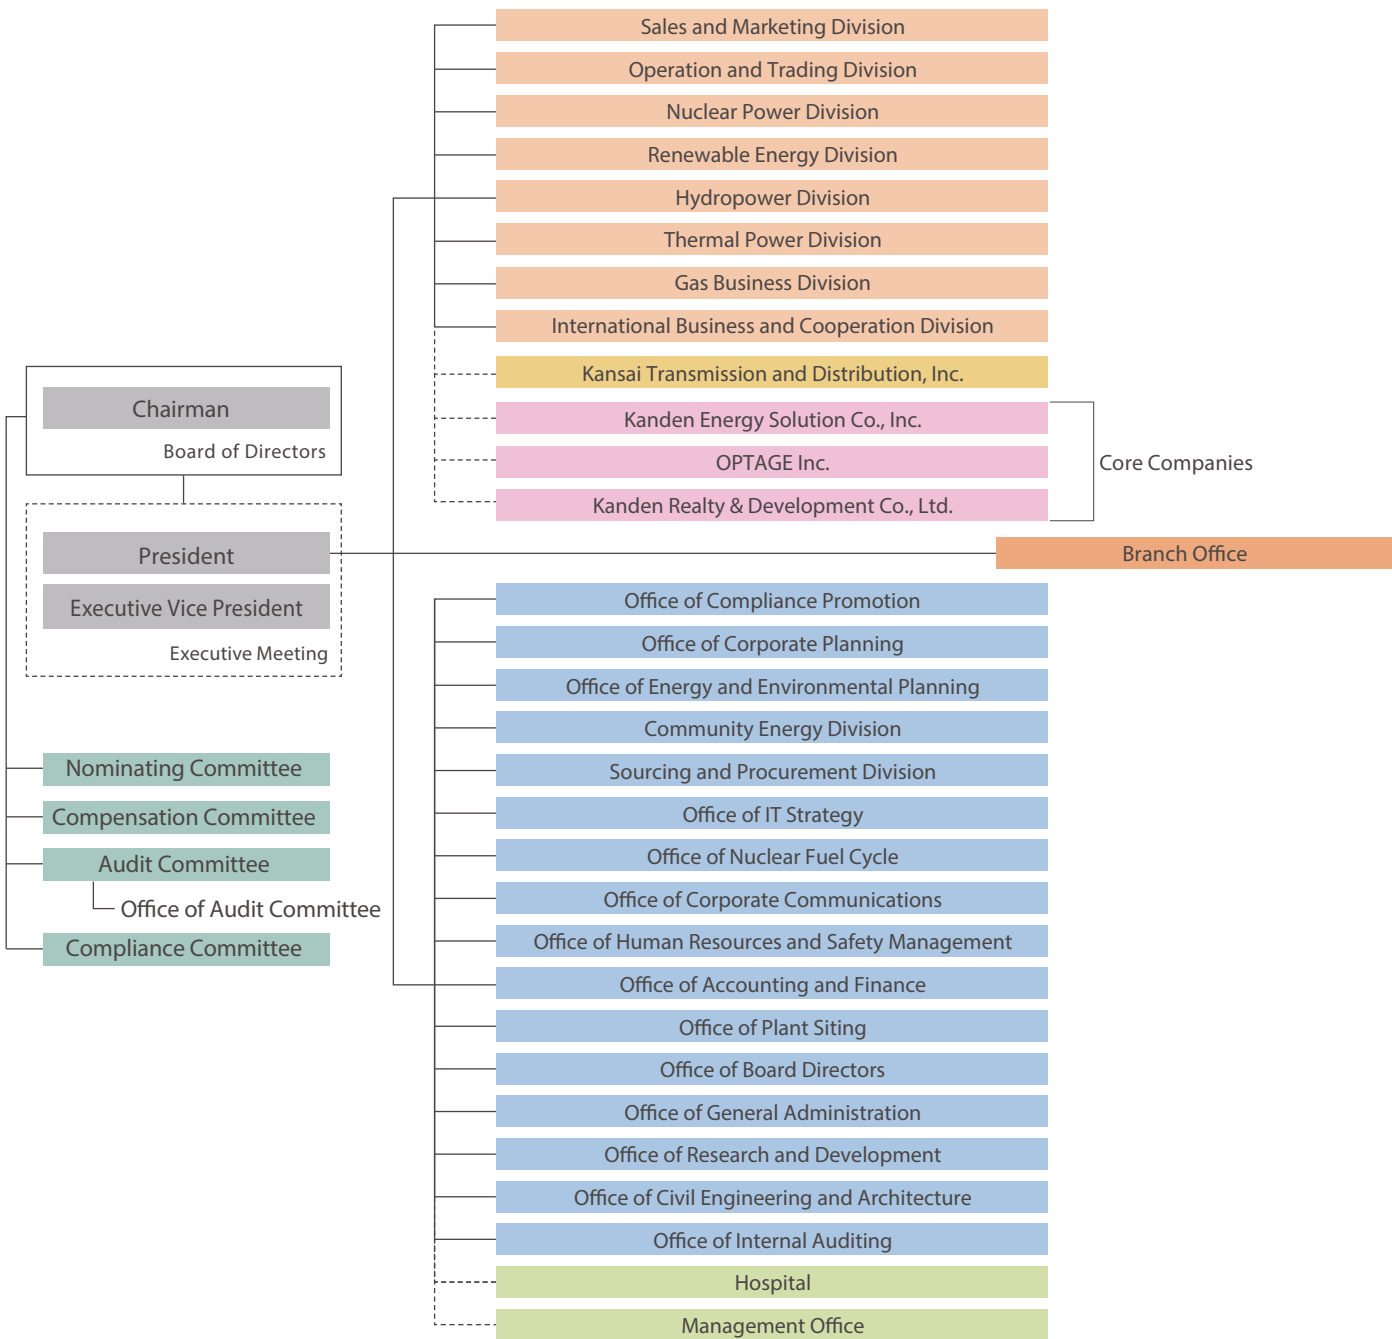 Sales and Marketing Division
Operation and Trading Division
Nuclear Power Division
Renewable Energy Division
Hydropower Division
Thermal Power Division
Gas Business Division
International Business and Cooperation Division
Kansai Transmission and Distribution, Inc.
Kanden Energy Solution Co., Inc.
OPTAGE Inc.
Kanden Realty & Development Co., Ltd.
Core Companies
Chairman
Board of Directors
President
Executive Vice President
Executive Meeting
Branch Office
Nominating Committee
Compensation Committee
Audit Committee
Office of Audit Committee
Compliance Committee
Office of Compliance Promotion
Office of Corporate Planning
Office of Energy and Environmental Planning
Community Energy Division
Sourcing and Procurement Division
Office of IT Strategy
Office of Nuclear Fuel Cycle
Office of Corporate Communications
Office of Human Resources and Safety Management
Office of Accounting and Finance
Office of Plant Siting
Office of Board Directors
Office of General Administration
Office of Research and Development
Office of Civil Engineering and Architecture
Office of Internal Auditing
Hospital
Management Office